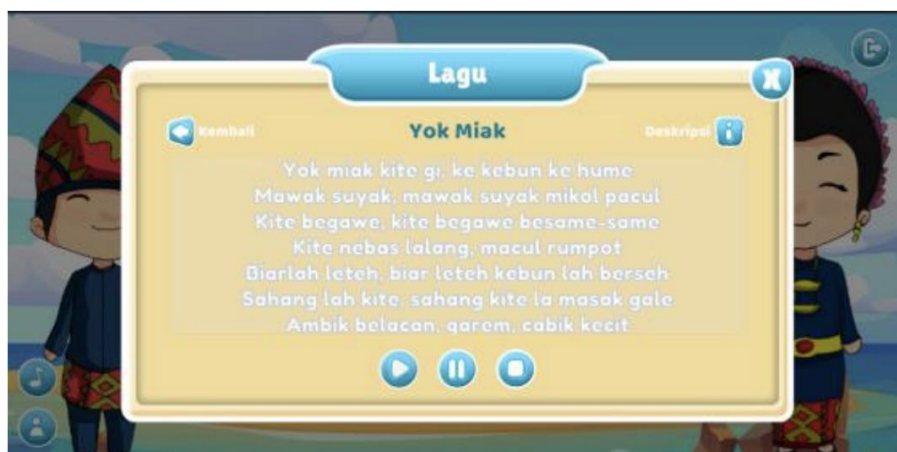 Lagu
Kembali
Yok Miak
Deskripsi
Yok miak kite gi, ke kebun ke hume
Mawak suyak, mawak suyak mikol pacul
Kite begawe, kite begawe besame-same
Kite nebas lalang, macul rumpot
Biarlah leteh, biar leteh kebun lah berseh
Sahang lah kite, sahang kite la masak gale
Ambik belacan, garem, cabik kecit